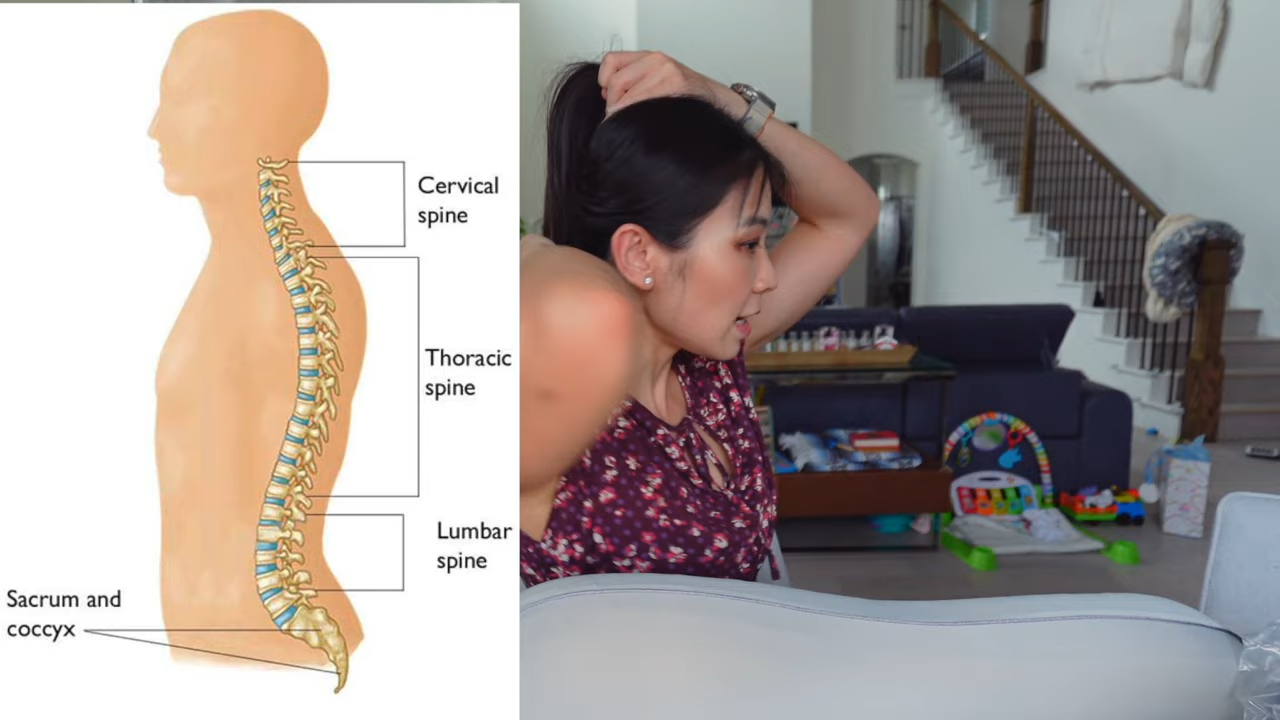 Cervical
spine
Thoracic
spine
Lumbar
spine
Sacrum and
coccyx